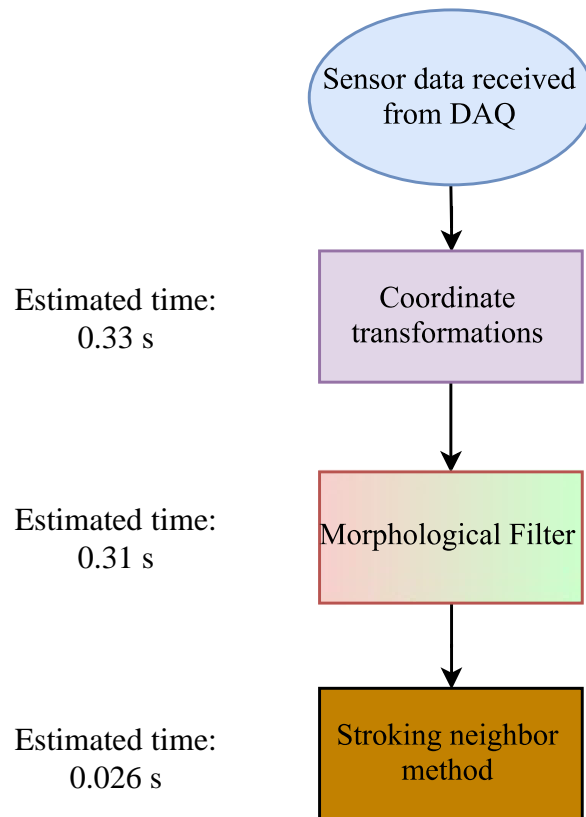 Sensor data received
from DAQ
Estimated time:
0.33 s
Coordinate
transformations
Estimated time:
0.31 s
Morphological Filter
Estimated time:
0.026 s
Stroking neighbor
method